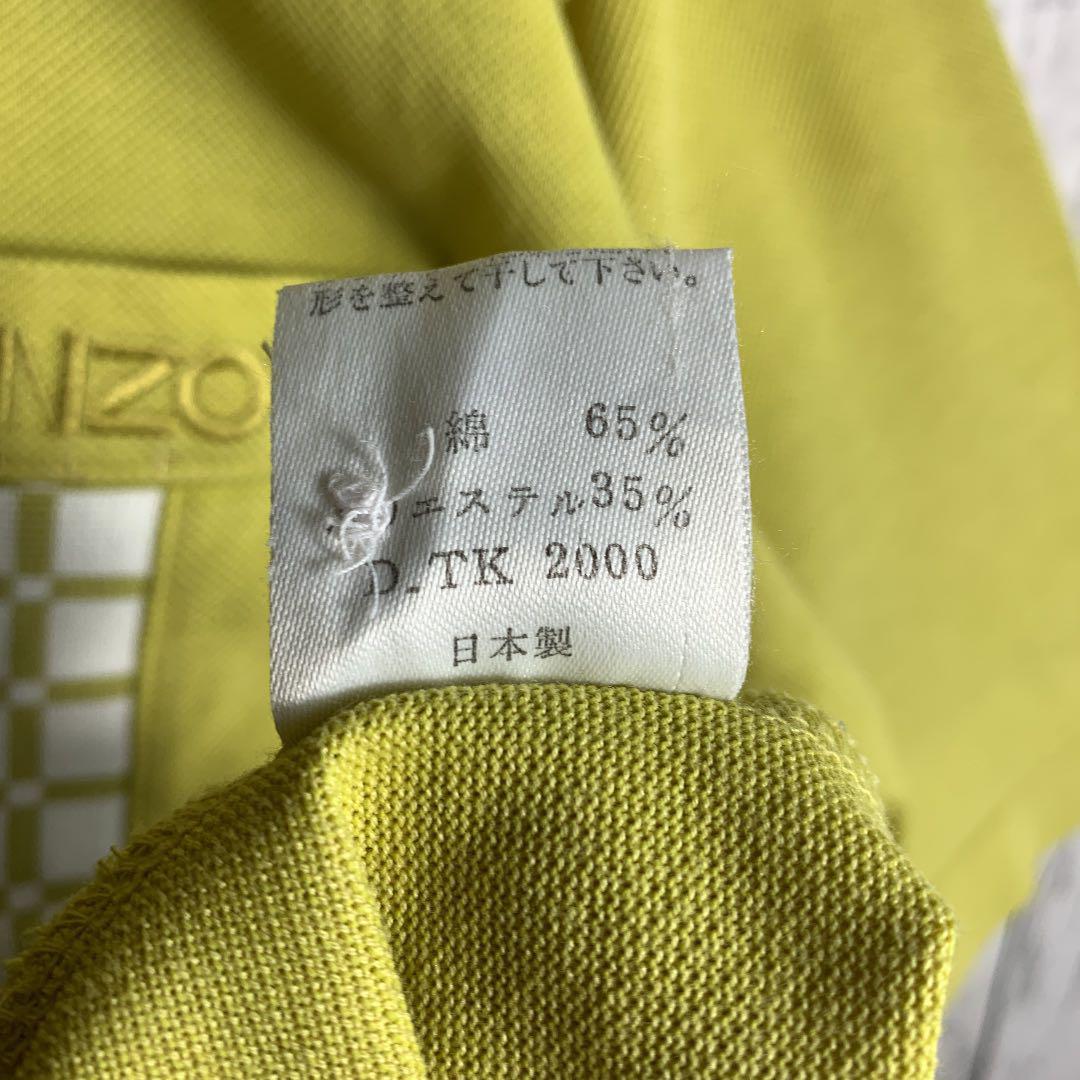 形を整えて干して下さい。
NZO
綿 65%
リエステル35%
D.TK 2000
日本製